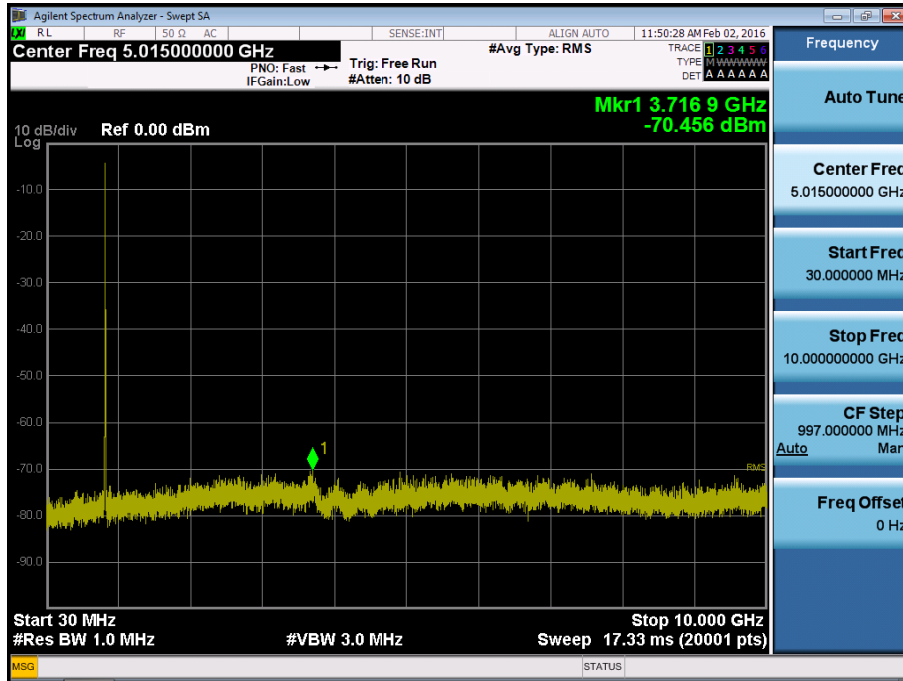 Agilent Spectrum Analyzer - Swept SA
RL RF 50 Ω AC SENSE:INT ALIGN AUTO 11:50:28 AM Feb 02, 2016
Center Freq 5.015000000 GHz
PNO: Fast
IFGain:Low
Trig: Free Run
#Atten: 10 dB
#Avg Type: RMS
TRACE 1 2 3 4 5 6
TYPE M WWWWW
DET A A A A A A
Mkr1 3.716 9 GHz
-70.456 dBm
10 dB/div Ref 0.00 dBm
Log
-10.0
-20.0
-30.0
-40.0
-50.0
-60.0
-70.0
-80.0
-90.0
1
RMS
Start 30 MHz Stop 10.000 GHz
#Res BW 1.0 MHz #VBW 3.0 MHz Sweep 17.33 ms (20001 pts)
MSG STATUS
Frequency
Auto Tune
Center Freq
5.015000000 GHz
Start Freq
30.000000 MHz
Stop Freq
10.000000000 GHz
CF Step
997.000000 MHz
Auto Man
Freq Offset
0 Hz